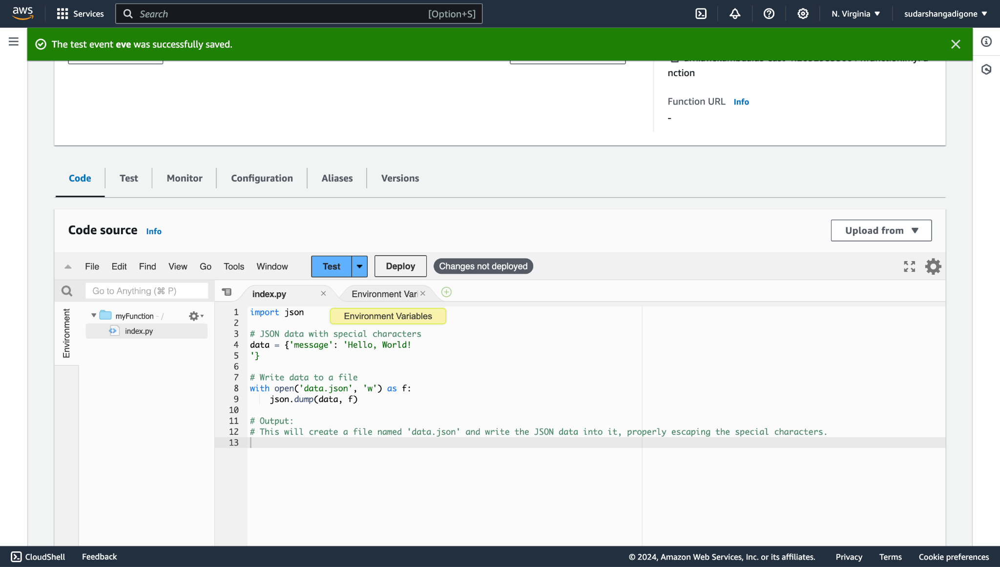 aws
Services
Search
[Option+S]
N. Virginia
sudarshangadigone
The test event eve was successfully saved.
nction
Function URL Info
-
Code
Test
Monitor
Configuration
Aliases
Versions
Code source Info
Upload from
File Edit Find View Go Tools Window
Test
Deploy
Changes not deployed
Go to Anything (⌘ P)
index.py
Environment Vari
Environment
myFunction - /
index.py
Environment Variables
1 import json
2
3 # JSON data with special characters
4 data = {'message': 'Hello, World!
5 '}
6
7 # Write data to a file
8 with open('data.json', 'w') as f:
9 json.dump(data, f)
10
11 # Output:
12 # This will create a file named 'data.json' and write the JSON data into it, properly escaping the special characters.
13
CloudShell
Feedback
© 2024, Amazon Web Services, Inc. or its affiliates.
Privacy
Terms
Cookie preferences